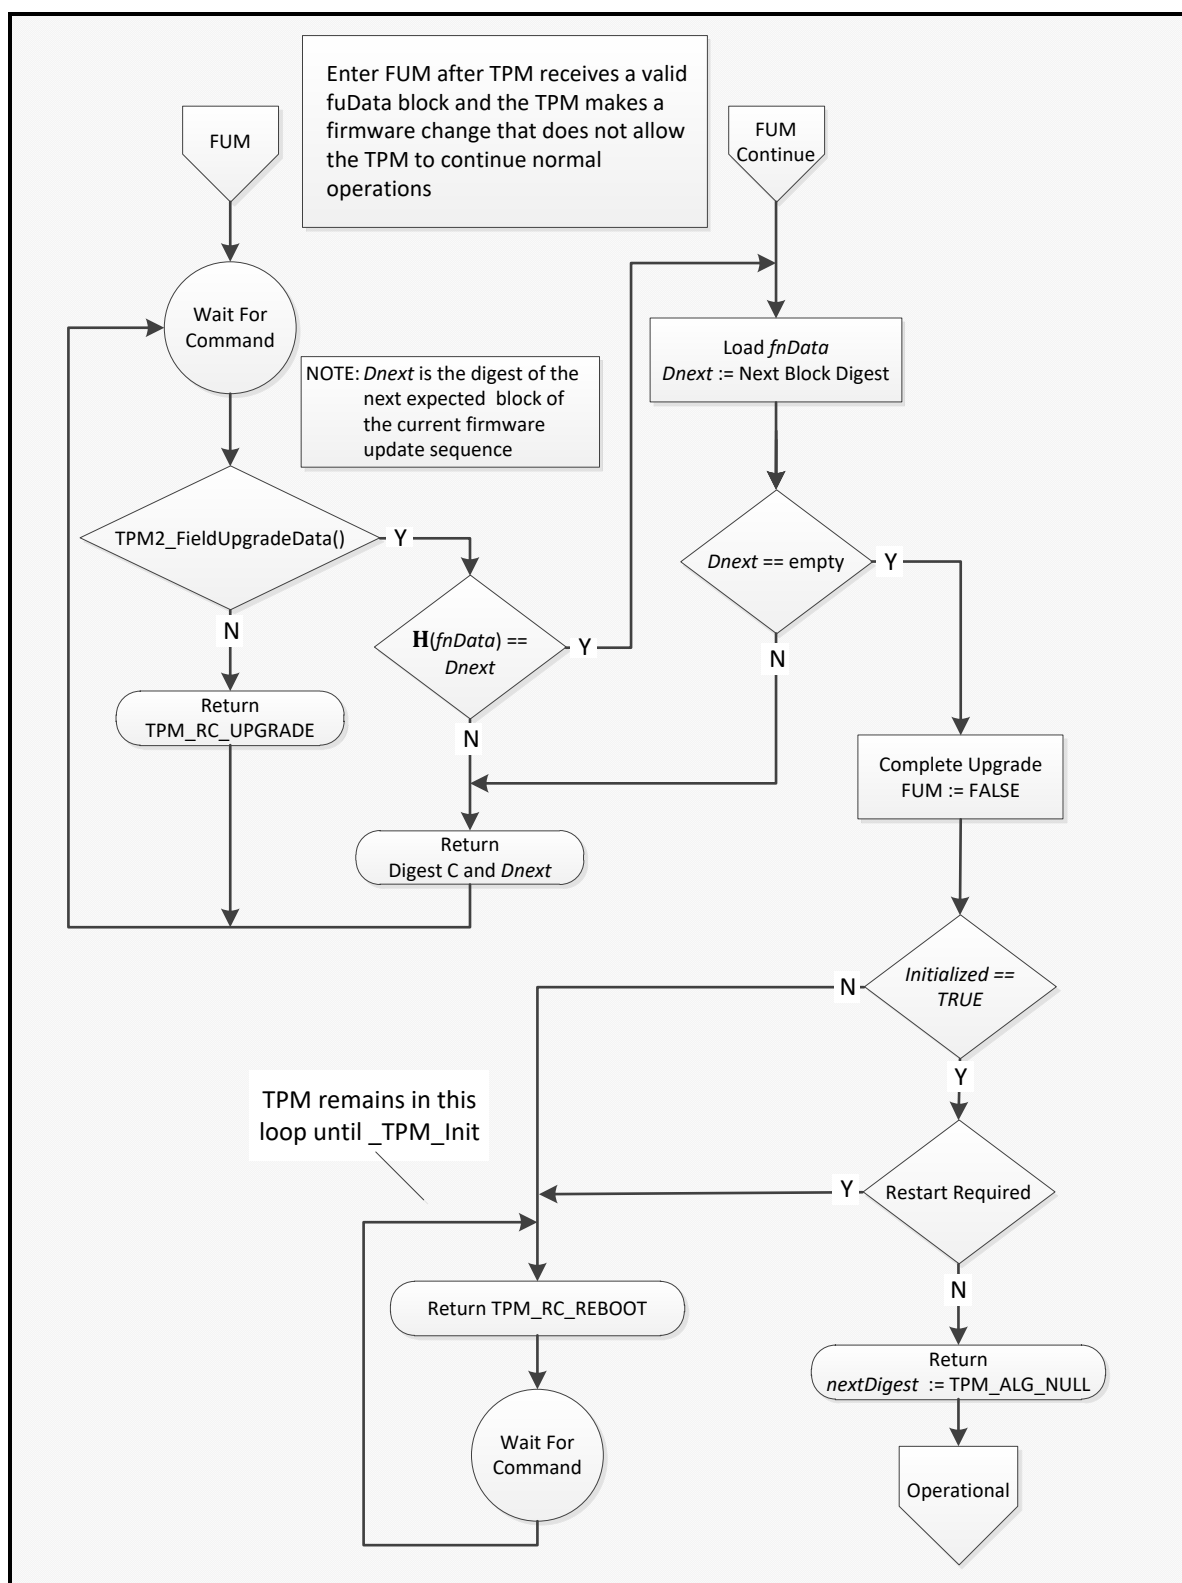 Enter FUM after TPM receives a valid
fuData block and the TPM makes a
firmware change that does not allow
the TPM to continue normal
operations
FUM
FUM
Continue
Wait For
Command
NOTE: Dnext is the digest of the
next expected block of
the current firmware
update sequence
Load fnData
Dnext := Next Block Digest
TPM2_FieldUpgradeData()
Y
N
H(fnData) ==
Dnext
Y
N
Dnext == empty
Y
N
Return
TPM_RC_UPGRADE
Return
Digest C and Dnext
Complete Upgrade
FUM := FALSE
Initialized ==
TRUE
N
Y
TPM remains in this
loop until _TPM_Init
Restart Required
Y
N
Return TPM_RC_REBOOT
Wait For
Command
Return
nextDigest := TPM_ALG_NULL
Operational